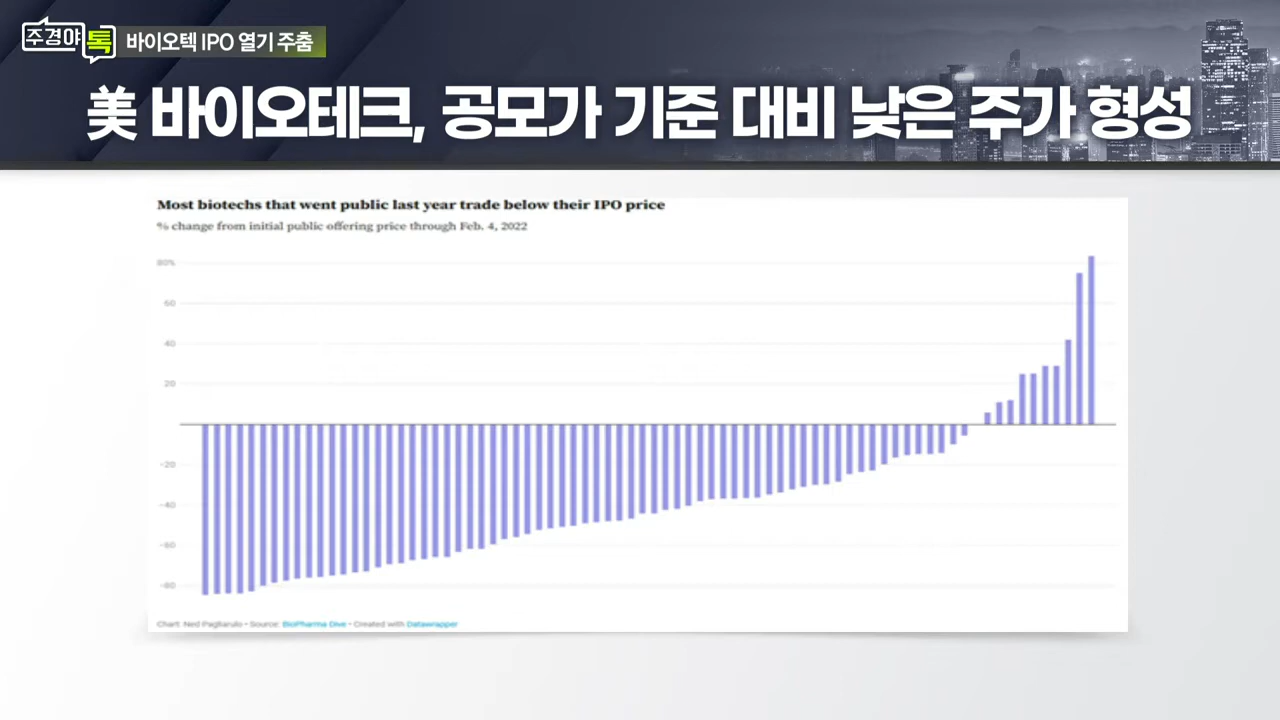 주경야톡 바이오텍 IPO 열기 주춤
美 바이오테크, 공모가 기준 대비 낮은 주가 형성
Most biotechs that went public last year trade below their IPO price
% change from initial public offering price through Feb. 4, 2022
80%
60
40
20
-20
-40
-60
-80
Chart: Ned Pagliarulo • Source: BioPharma Dive • Created with Datawrapper